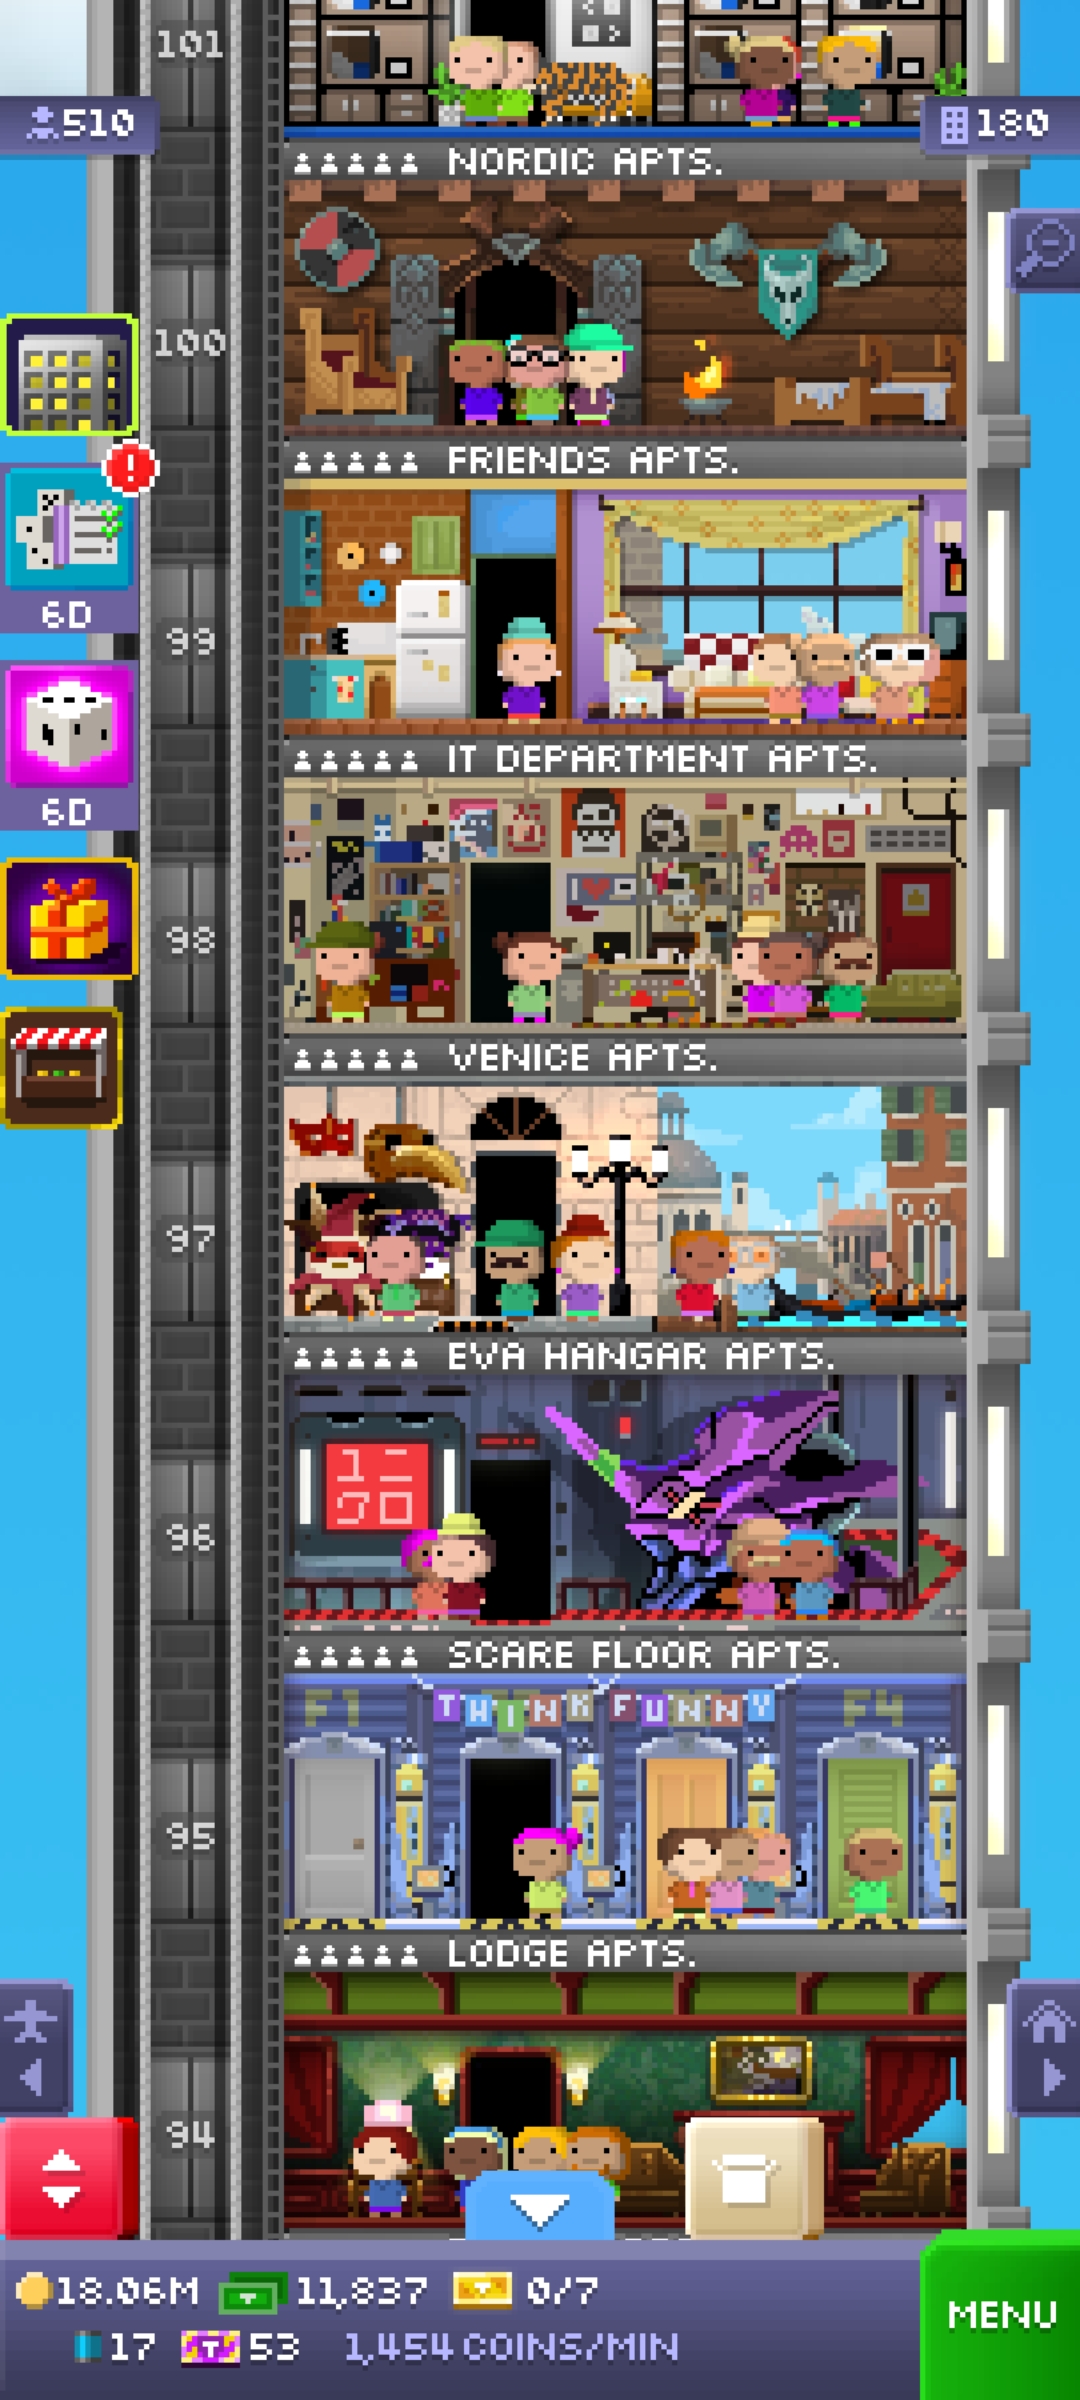 101
510
180
NORDIC APTS.
100
FRIENDS APTS.
6D
99
IT DEPARTMENT APTS.
6D
98
VENICE APTS.
97
EVA HANGAR APTS.
96
SCARE FLOOR APTS.
F1 THINK FUNNY F4
95
LODGE APTS.
94
18.06M 11,837 0/7
MENU
17 53 1,454 COINS/MIN